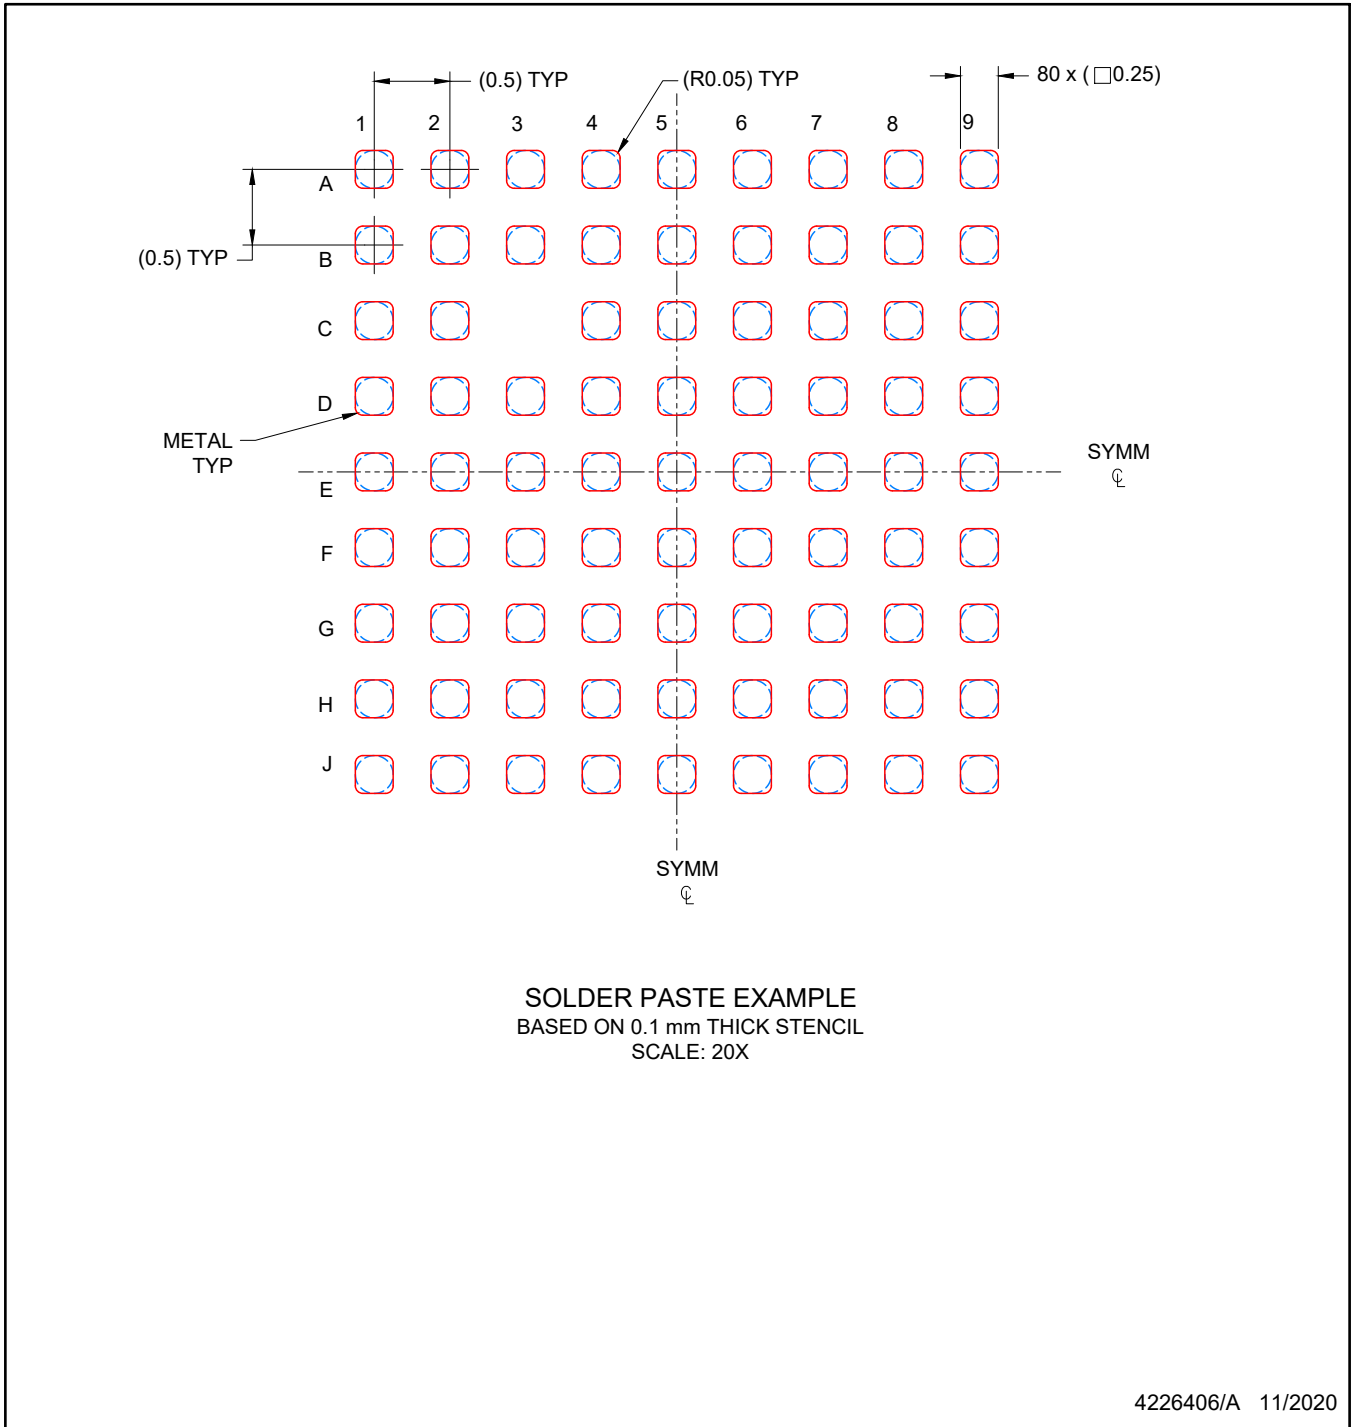 (0.5) TYP
(R0.05) TYP
80 x ( □0.25)
1 2 3 4 5 6 7 8 9
A
(0.5) TYP
B
C
D
METAL
TYP
SYMM
℄
E
F
G
H
J
SYMM
℄
SOLDER PASTE EXAMPLE
BASED ON 0.1 mm THICK STENCIL
SCALE: 20X
4226406/A 11/2020